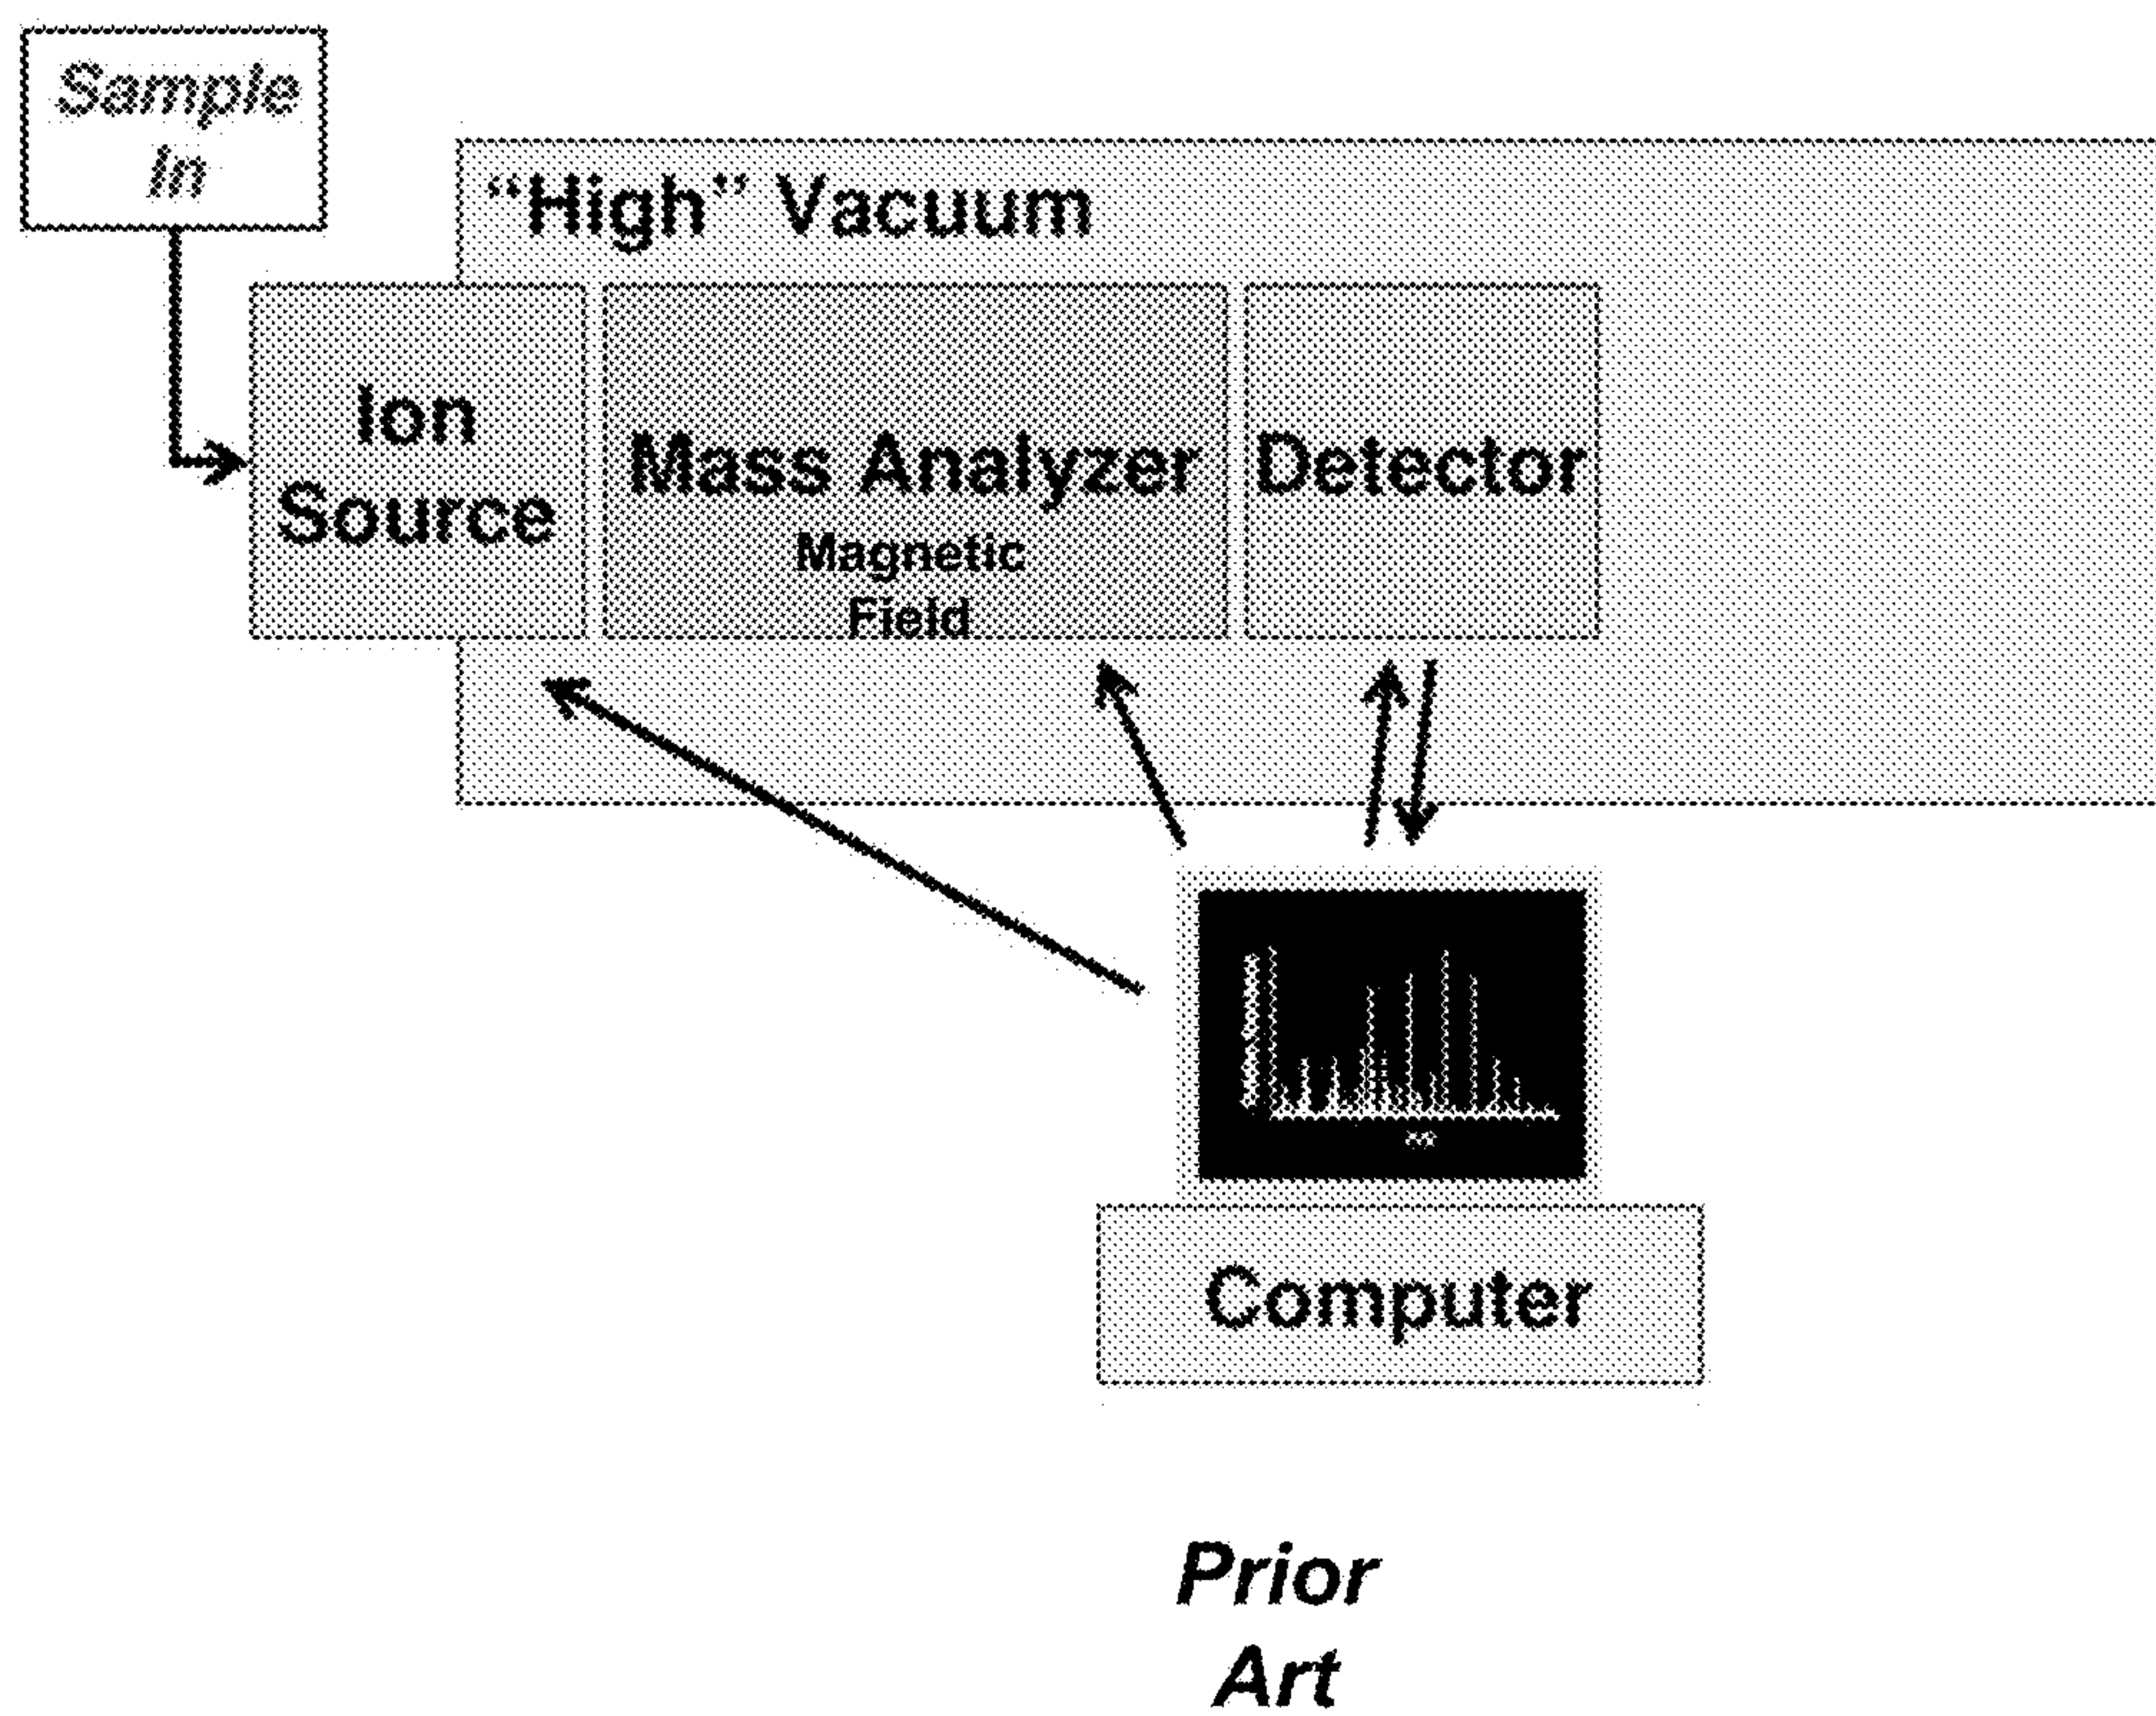 Sample
In
“High” Vacuum
Ion
Source
Mass Analyzer
Magnetic
Field
Detector
Computer
Prior
Art